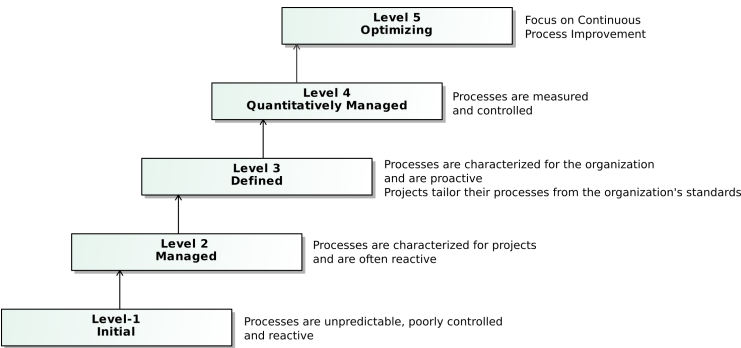 Level 5
Optimizing
Focus on Continuous
Process Improvement
Level 4
Quantitatively Managed
Processes are measured
and controlled
Level 3
Defined
Processes are characterized for the organization
and are proactive
Projects tailor their processes from the organization's standards
Level 2
Managed
Processes are characterized for projects
and are often reactive
Level-1
Initial
Processes are unpredictable, poorly controlled
and reactive